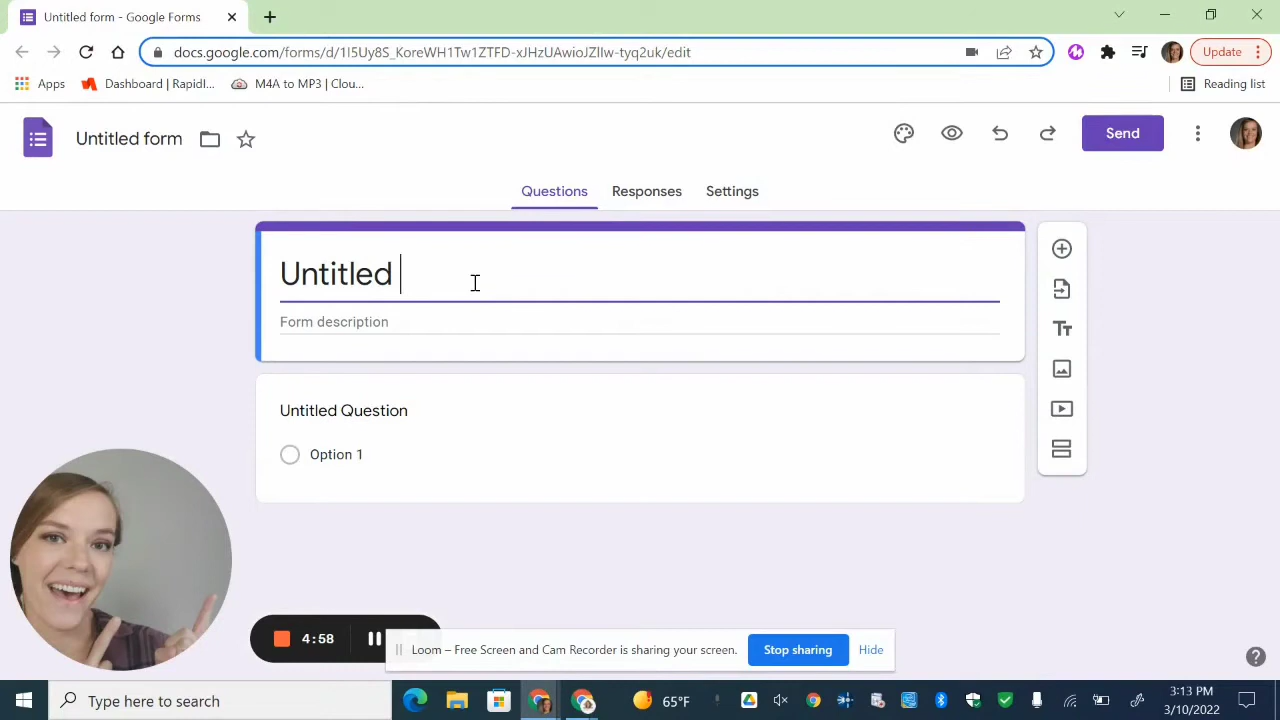 Untitled form - Google Forms
docs.google.com/forms/d/1I5Uy8S_KoreWH1Tw1ZTFD-xJHzUAwioJZllw-tyq2uk/edit
Update
Apps
Dashboard | RapidI...
M4A to MP3 | Clou...
Reading list
Untitled form
Send
Questions
Responses
Settings
Untitled
Form description
Untitled Question
Option 1
4:58
Loom – Free Screen and Cam Recorder is sharing your screen.
Stop sharing
Hide
Type here to search
65°F
3:13 PM
3/10/2022